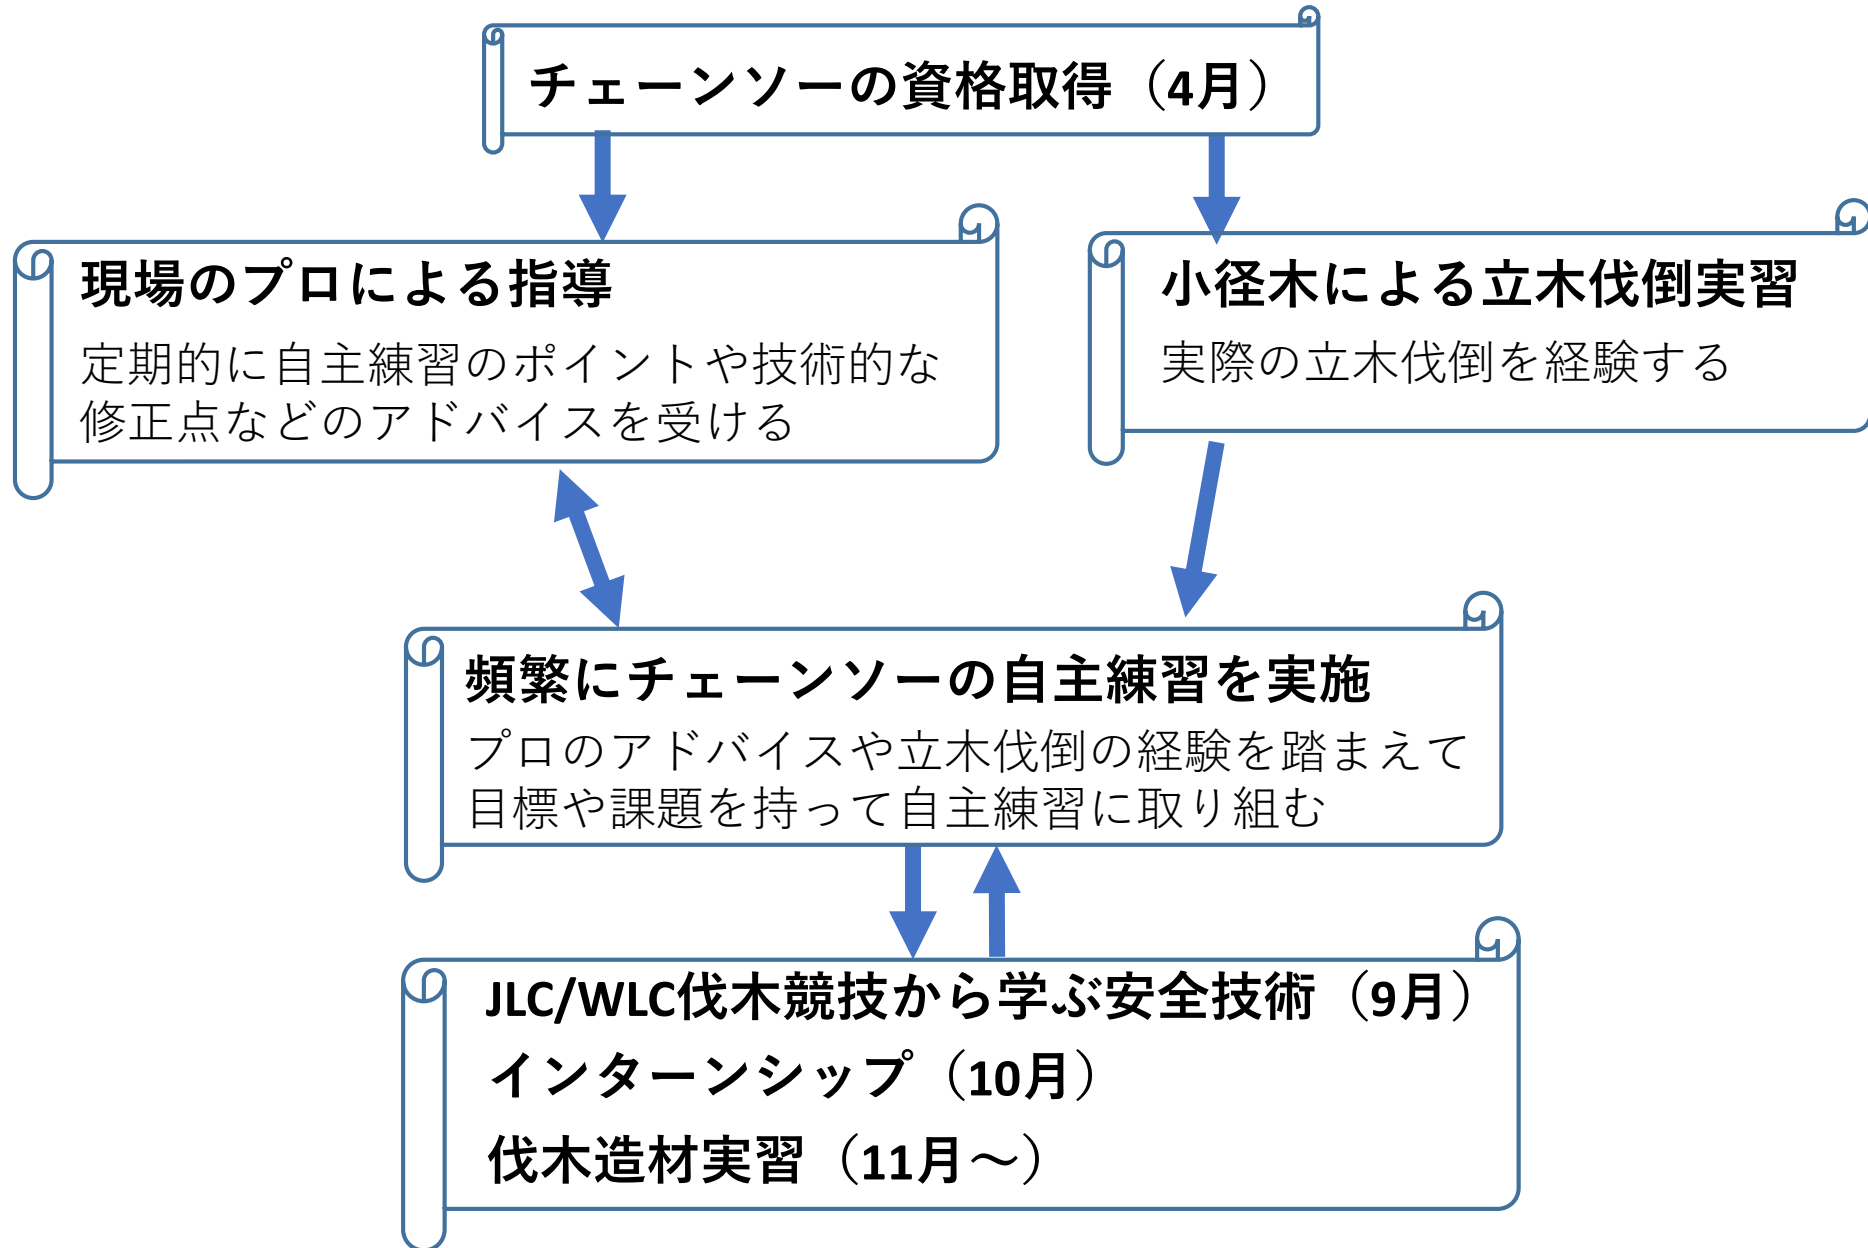 チェーンソーの資格取得（4月）
現場のプロによる指導
定期的に自主練習のポイントや技術的な
修正点などのアドバイスを受ける
小径木による立木伐倒実習
実際の立木伐倒を経験する
頻繁にチェーンソーの自主練習を実施
プロのアドバイスや立木伐倒の経験を踏まえて
目標や課題を持って自主練習に取り組む
JLC/WLC伐木競技から学ぶ安全技術（9月）
インターンシップ（10月）
伐木造材実習（11月～）